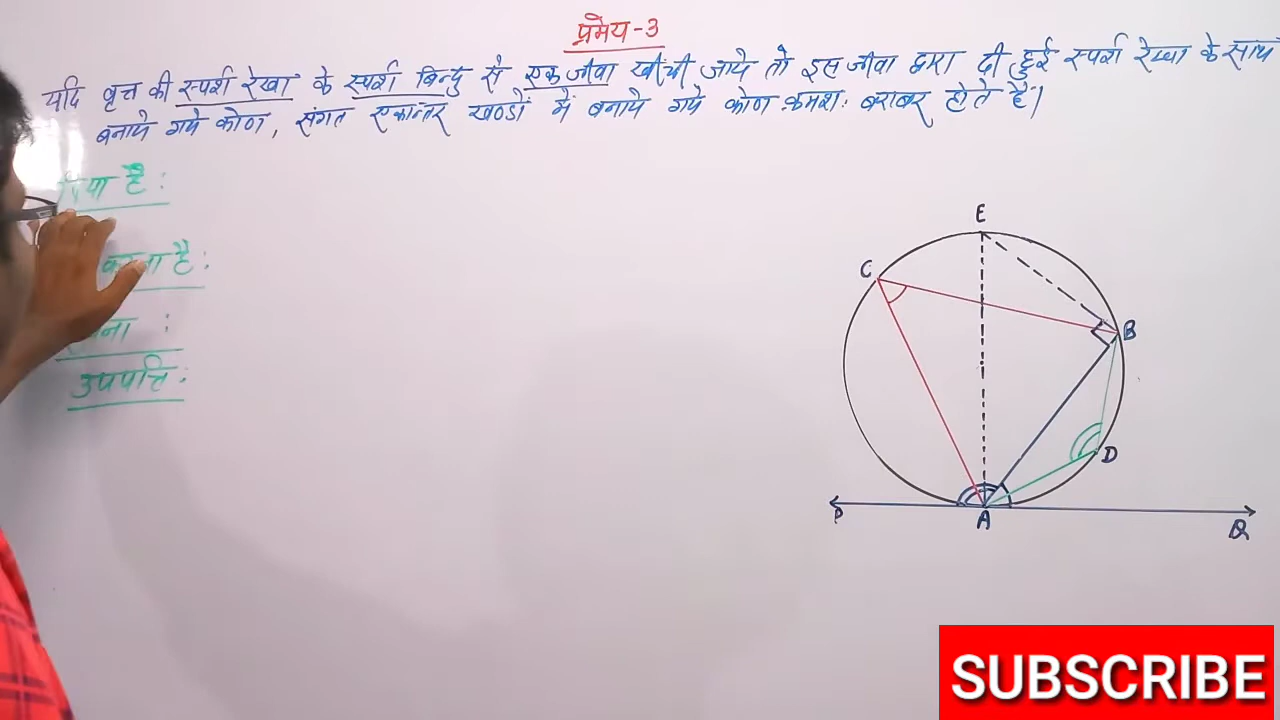 प्रमेय-3
यदि वृत्त की स्पर्श रेखा के स्पर्श बिन्दु से एक जीवा खींची जाये तो इस जीवा द्वारा दी हुई स्पर्श रेखा के साथ
बनाये गये कोण, संगत एकान्तर खण्डों में बनाये गये कोण क्रमशः बराबर होते हैं।
है :
है :
उपपत्ति :
E
C
B
D
P
A
Q
SUBSCRIBE